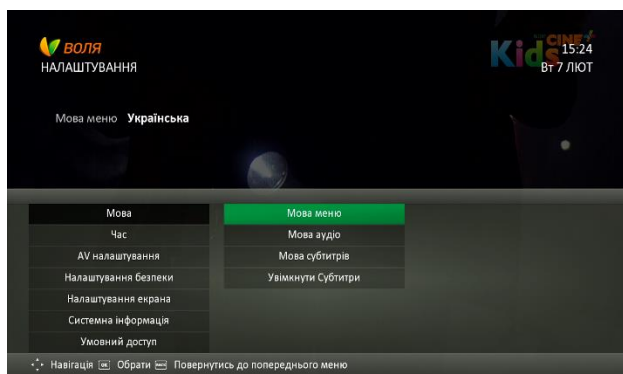 ВОЛЯ
НАЛАШТУВАННЯ
Kids CINE+
15:24
Вт 7 ЛЮТ
Мова меню Українська
Мова
Час
AV налаштування
Налаштування безпеки
Налаштування екрана
Системна інформація
Умовний доступ
Мова меню
Мова аудіо
Мова субтитрів
Увімкнути Субтитри
Навігація OK Обрати BACK Повернутись до попереднього меню